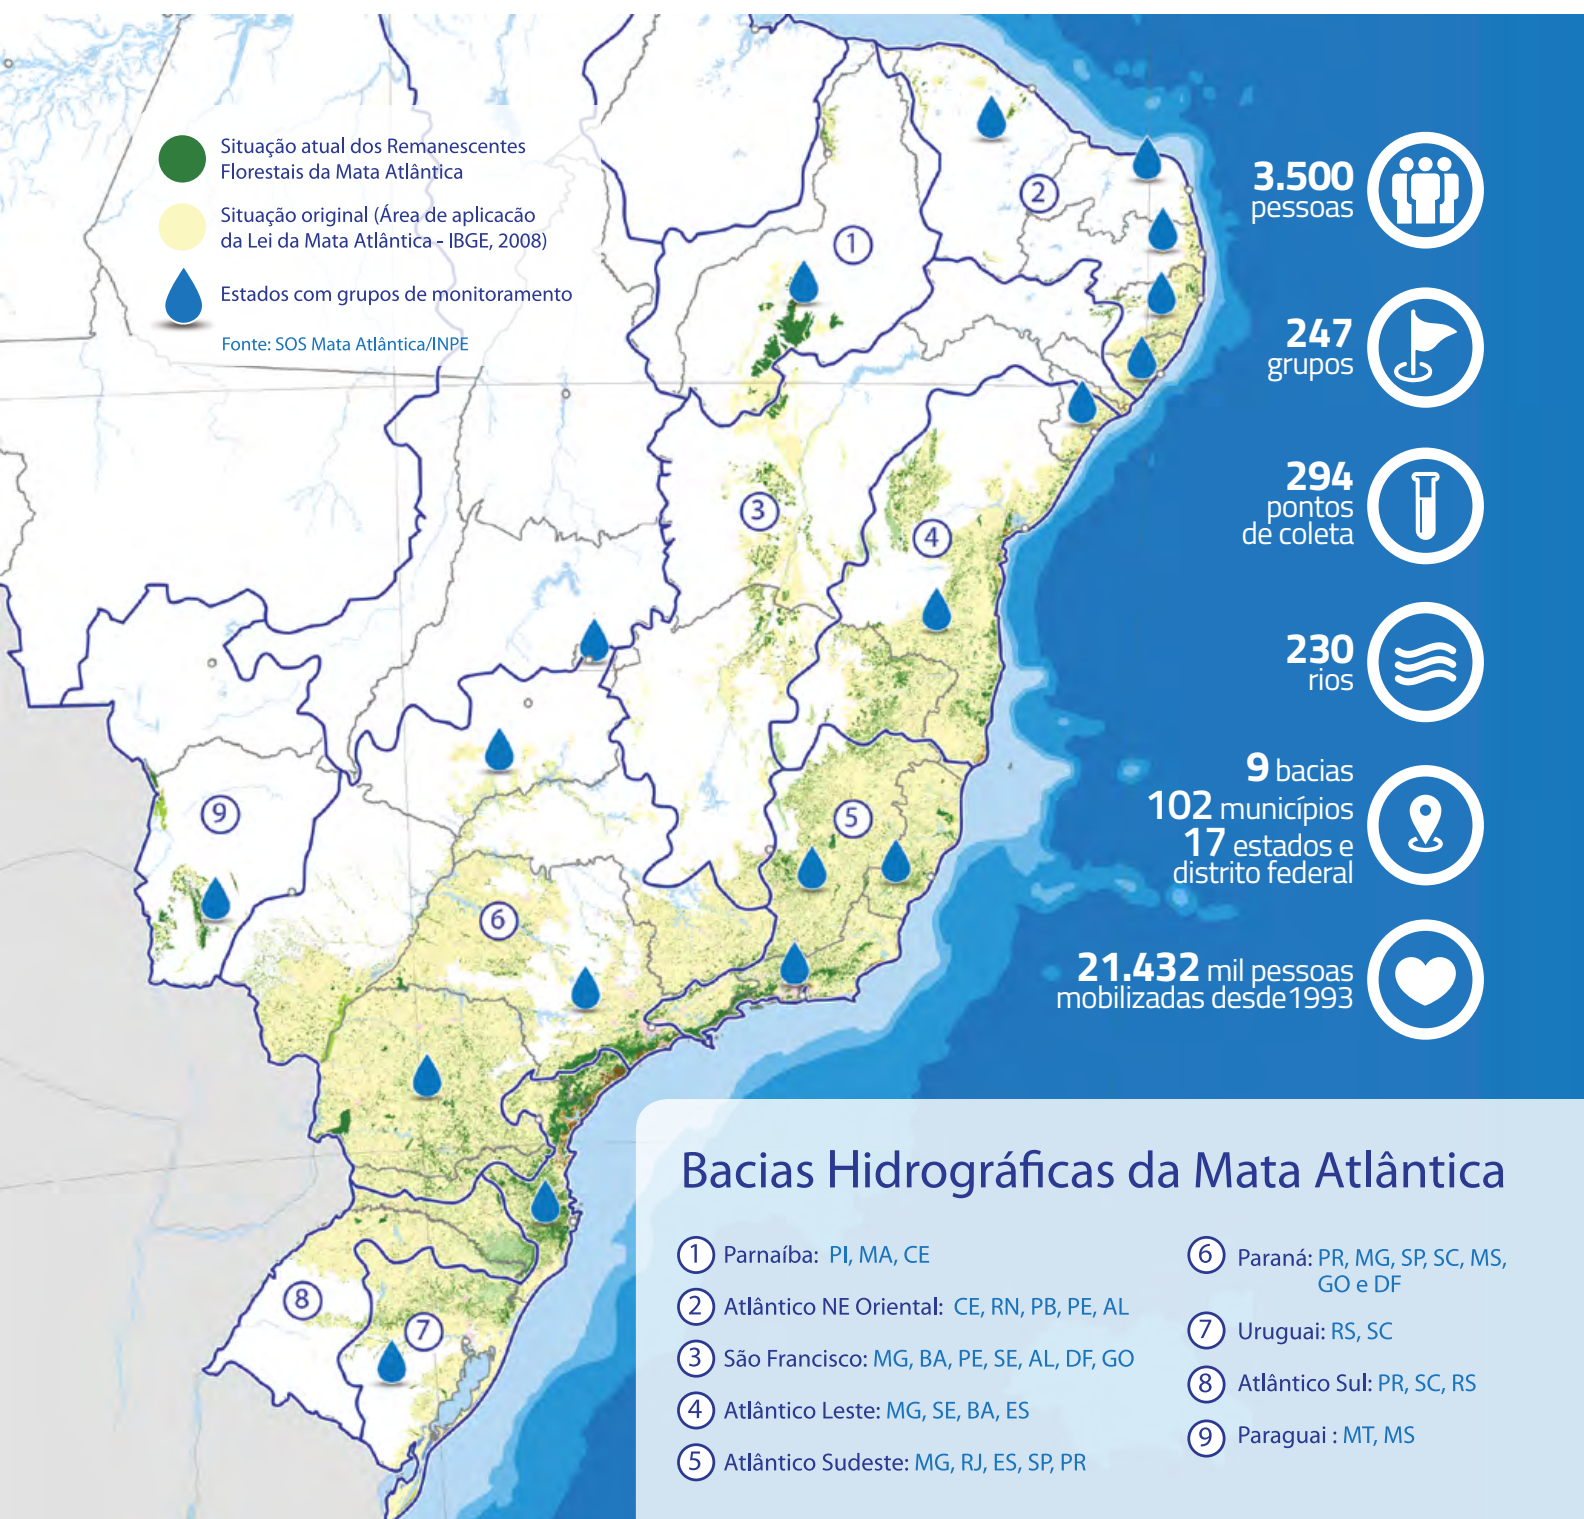 Situação atual dos Remanescentes
Florestais da Mata Atlântica
Situação original (Área de aplicacão
da Lei da Mata Atlântica - IBGE, 2008)
Estados com grupos de monitoramento
Fonte: SOS Mata Atlântica/INPE
1
2
3
4
5
6
7
8
9
3.500
pessoas
247
grupos
294
pontos
de coleta
230
rios
9 bacias
102 municípios
17 estados e
distrito federal
21.432 mil pessoas
mobilizadas desde1993
Bacias Hidrográficas da Mata Atlântica
1 Parnaíba: PI, MA, CE
2 Atlântico NE Oriental: CE, RN, PB, PE, AL
3 São Francisco: MG, BA, PE, SE, AL, DF, GO
4 Atlântico Leste: MG, SE, BA, ES
5 Atlântico Sudeste: MG, RJ, ES, SP, PR
6 Paraná: PR, MG, SP, SC, MS,
GO e DF
7 Uruguai: RS, SC
8 Atlântico Sul: PR, SC, RS
9 Paraguai : MT, MS